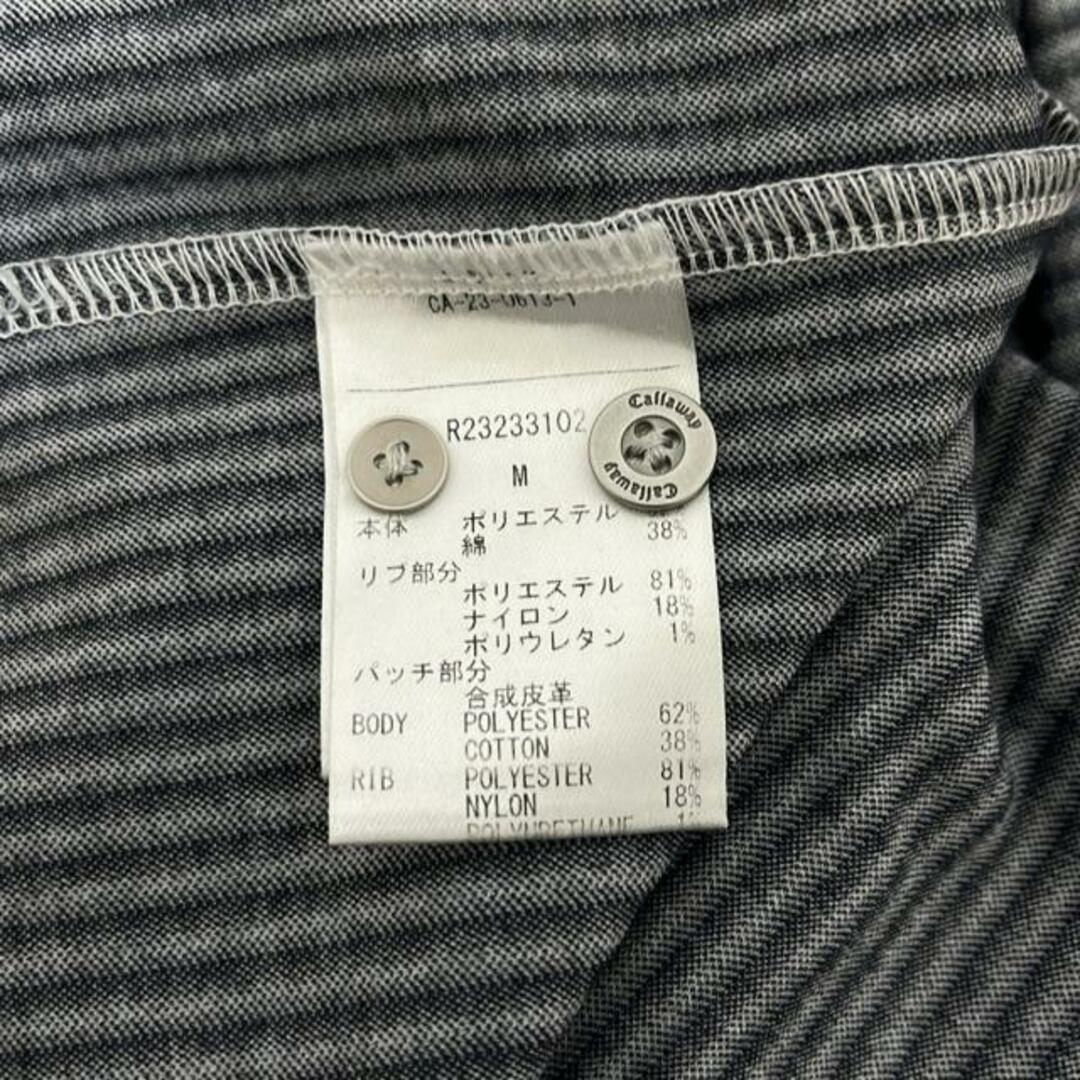 CA-23-0613-1
R23233102
Callaway
Callaway
M
本体 ポリエステル
綿 38%
リブ部分
ポリエステル 81%
ナイロン 18%
ポリウレタン 1%
パッチ部分
合成皮革
BODY POLYESTER 62%
COTTON 38%
RIB POLYESTER 81%
NYLON 18%
POLYURETHANE 1%